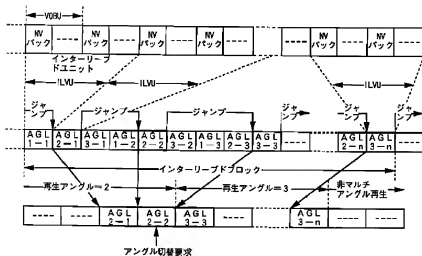 VOBU
NV パック ---- NV パック ---- NV パック ---- NV パック ---- ---- NV パック ---- NV パック ----
インターリーブドユニット
ILVU ILVU ILVU
ジャンプ ジャンプ ジャンプ ジャンプ ジャンプ ジャンプ
AGL 1-1 AGL 2-1 AGL 3-1 AGL 1-2 AGL 2-2 AGL 3-2 AGL 1-3 AGL 2-3 AGL 3-3 ---- AGL 2-n AGL 3-n ----
インターリーブドブロック
再生アングル=2 再生アングル=3 非マルチアングル再生
---- ---- AGL 2-1 AGL 2-2 AGL 3-3 ---- AGL 3-n ---- ----
アングル切替要求